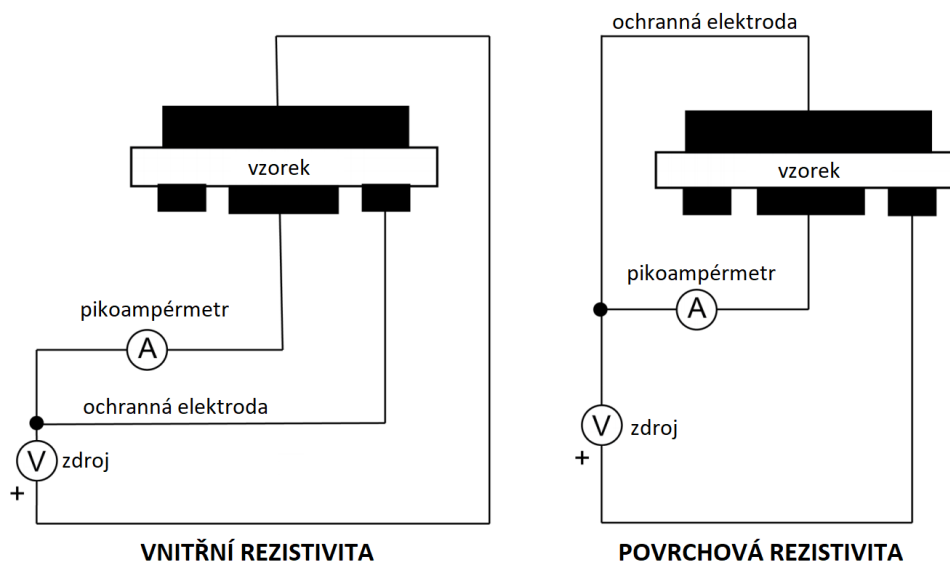 ochranná elektroda
vzorek
pikoampérmetr
A
ochranná elektroda
V
zdroj
+
VNITŘNÍ REZISTIVITA
vzorek
pikoampérmetr
A
V
zdroj
+
POVRCHOVÁ REZISTIVITA